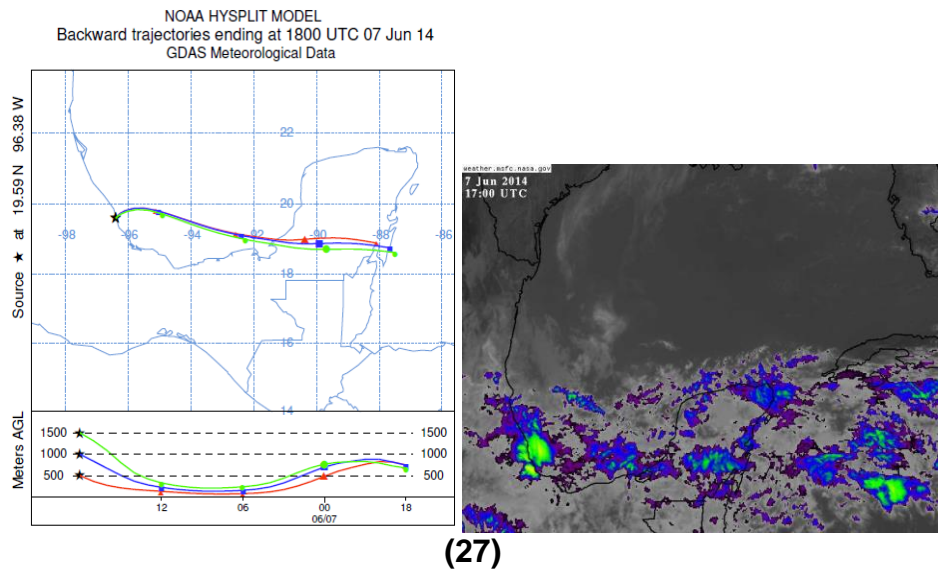 NOAA HYSPLIT MODEL
Backward trajectories ending at 1800 UTC 07 Jun 14
GDAS Meteorological Data
Source ★ at 19.59 N 96.38 W
22
20
-98 -96 -94 -92 -90 -88 -86
18
16
14
Meters AGL
1500 1500
1000 1000
500 500
12 06 00 18
06/07
weather.msfc.nasa.gov
7 Jun 2014
17:00 UTC
(27)